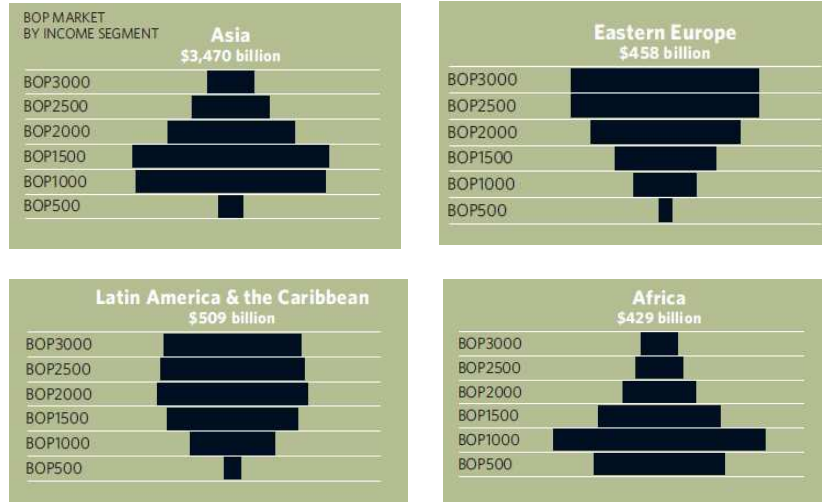 BOP MARKET
BY INCOME SEGMENT
Asia
$3,470 billion
BOP3000
BOP2500
BOP2000
BOP1500
BOP1000
BOP500
Eastern Europe
$458 billion
BOP3000
BOP2500
BOP2000
BOP1500
BOP1000
BOP500
Latin America & the Caribbean
$509 billion
BOP3000
BOP2500
BOP2000
BOP1500
BOP1000
BOP500
Africa
$429 billion
BOP3000
BOP2500
BOP2000
BOP1500
BOP1000
BOP500